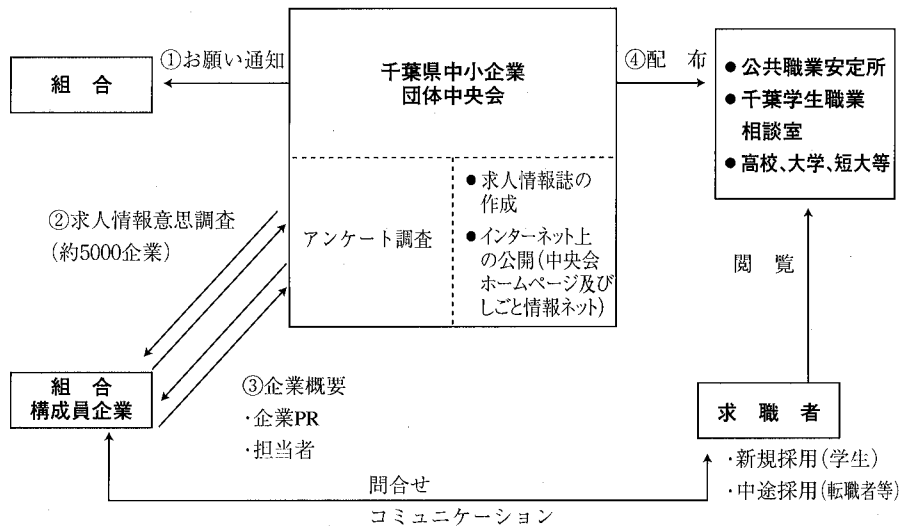 ①お願い通知
組　合
千葉県中小企業
団体中央会
④配　布
● 公共職業安定所
● 千葉学生職業
相談室
● 高校、大学、短大等
②求人情報意思調査
(約5000企業)
アンケート調査
● 求人情報誌の
作成
● インターネット上
の公開(中央会
ホームページ及び
しごと情報ネット)
閲　覧
組　合
構成員企業
③企業概要
・企業PR
・担当者
求　職　者
・新規採用(学生)
・中途採用(転職者等)
問合せ
コミュニケーション